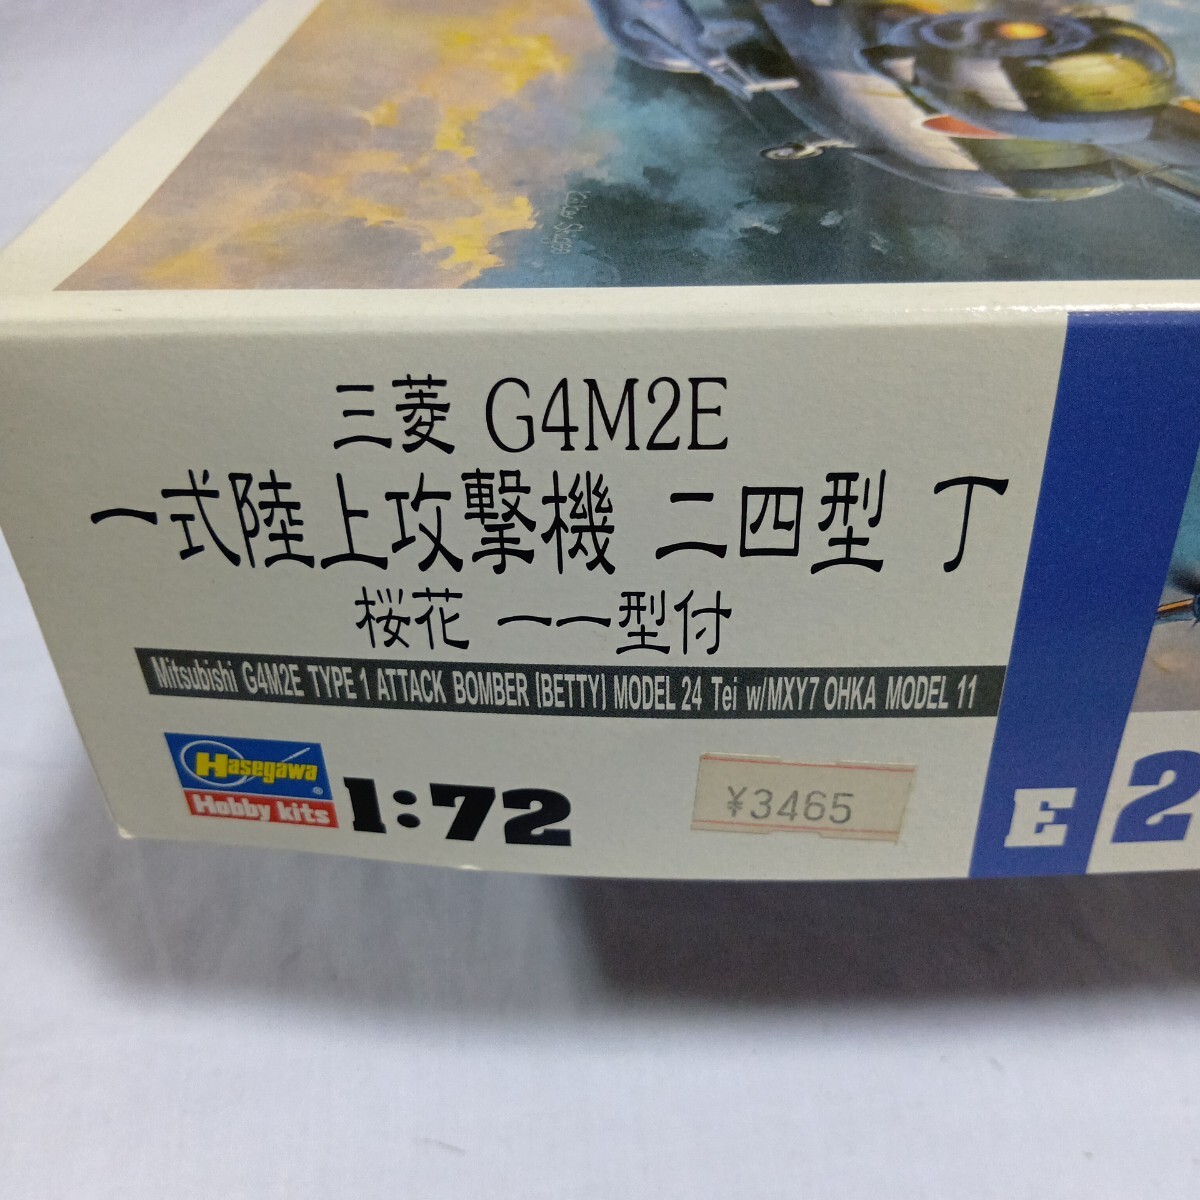 三菱 G4M2E
一式陸上攻撃機 二四型 丁
桜花 一一型付
Mitsubishi G4M2E TYPE 1 ATTACK BOMBER [BETTY] MODEL 24 Tei w/MXY7 OHKA MODEL 11
Hasegawa ®
Hobby kits
1:72
¥3465
E 2